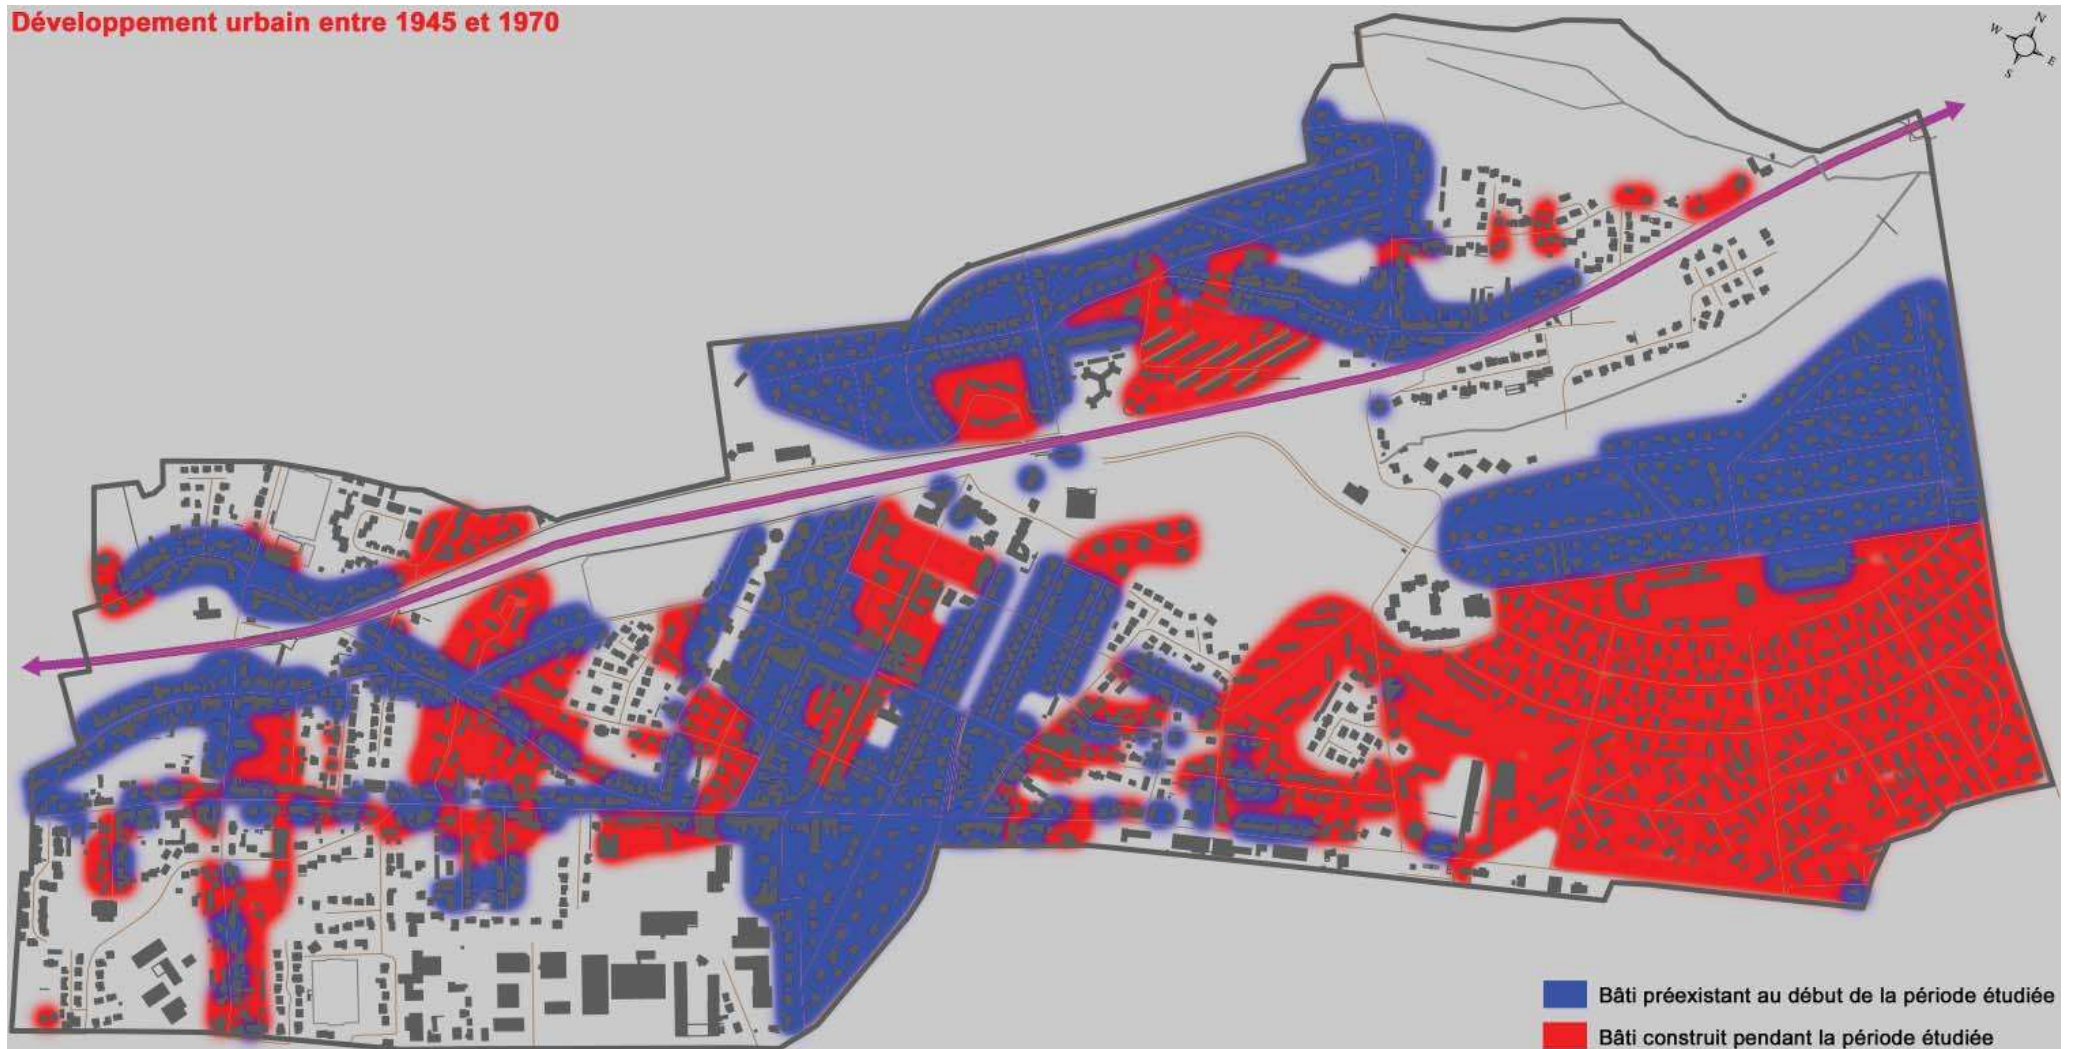 Développement urbain entre 1945 et 1970
N
W
E
S
Bâti préexistant au début de la période étudiée
Bâti construit pendant la période étudiée